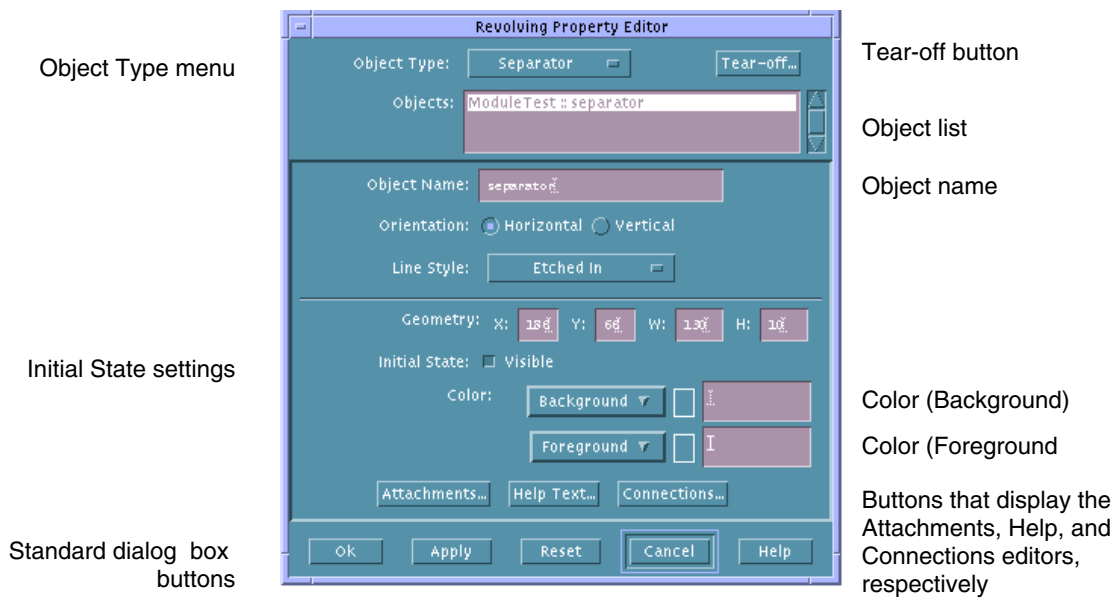 Revolving Property Editor
Object Type menu
Object Type: Separator Tear-off...
Tear-off button
Objects: ModuleTest :: separator
Object list
Object Name: separator
Object name
Orientation: Horizontal Vertical
Line Style: Etched In
Geometry: X: Y: W: H:
Initial State settings
Initial State: Visible
Color: Background
Color (Background)
Foreground
Color (Foreground
Attachments... Help Text... Connections...
Buttons that display the
Attachments, Help, and
Connections editors,
respectively
Standard dialog box
buttons
Ok Apply Reset Cancel Help